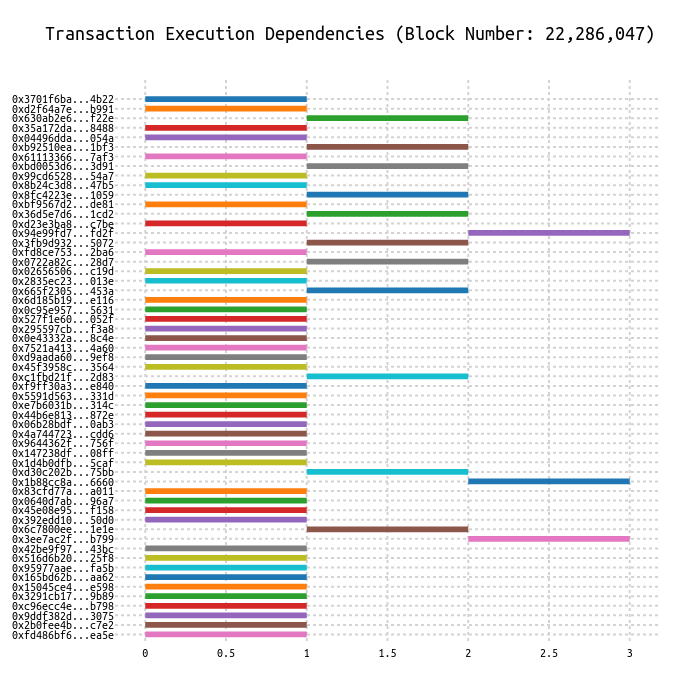 Transaction Execution Dependencies (Block Number: 22,286,047)
0x3701f6ba...4b22
0xd2f64a7e...b991
0x630ab2e6...f22e
0x35a172da...8488
0x04496dda...054a
0xb92510ea...1bf3
0x61113366...7af3
0xbd0053d6...3d91
0x99cd6528...54a7
0x8b24c3d8...47b5
0x8fc4223e...1059
0xbf9567d2...de81
0x36d5e7d6...1cd2
0xd23e3ba8...c7be
0x94e99fd7...fd2f
0x3fb9d932...5072
0xfd8ce753...2ba6
0x0722a82c...28d7
0x02656506...c19d
0x2835ec23...013e
0x665f2305...453a
0x6d185b19...e116
0x0c95e957...5631
0x527f1e60...052f
0x295597cb...f3a8
0x0e43332a...8c4e
0x7521a413...4a60
0xd9aada60...9ef8
0x45f3958c...3564
0xc1fbd21f...2d83
0xf9ff30a3...e840
0x5591d563...331d
0xe7b6031b...314c
0x44b6e813...872e
0x06b28bdf...0ab3
0x4a744723...cdd6
0x9644362f...756f
0x147238df...08ff
0x1d4b0dfb...5caf
0xd30c202b...75bb
0x1b88cc8a...6660
0x83cfd77a...a011
0x0640d7ab...96a7
0x45e08e95...f158
0x392edd10...50d0
0x6c7800ee...1e1e
0x3ee7ac2f...b799
0x42be9f97...43bc
0x516d6b20...25f8
0x95977aae...fa5b
0x165bd62b...aa62
0x15045ce4...e598
0x3291cb17...9b89
0xc96ecc4e...b798
0x9ddf382d...3075
0x2b0fee4b...c7e2
0xfd486bf6...ea5e
0 0.5 1 1.5 2 2.5 3